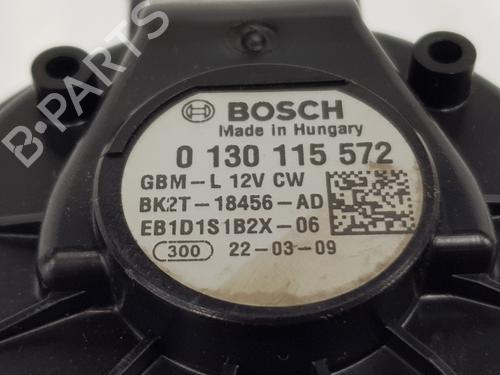 BOSCH
Made in Hungary
0 130 115 572
GBM-L 12V CW
BK2T-18456-AD
EB1D1S1B2X-06
300 22-03-09
B-PARTS